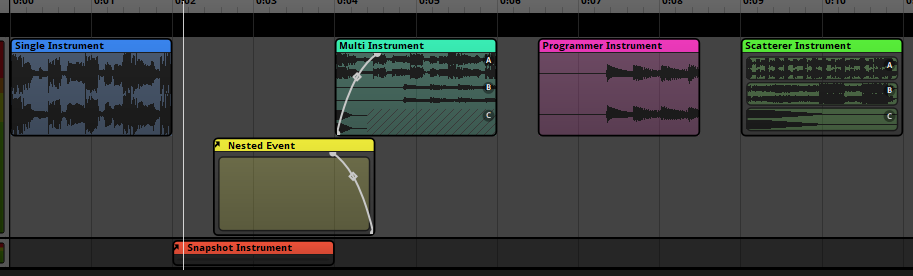 0:00 0:01 0:02 0:03 0:04 0:05 0:06 0:07 0:08 0:09 0:10
Single Instrument Multi Instrument Programmer Instrument Scatterer Instrument
A A
B B
C C
Nested Event
Snapshot Instrument